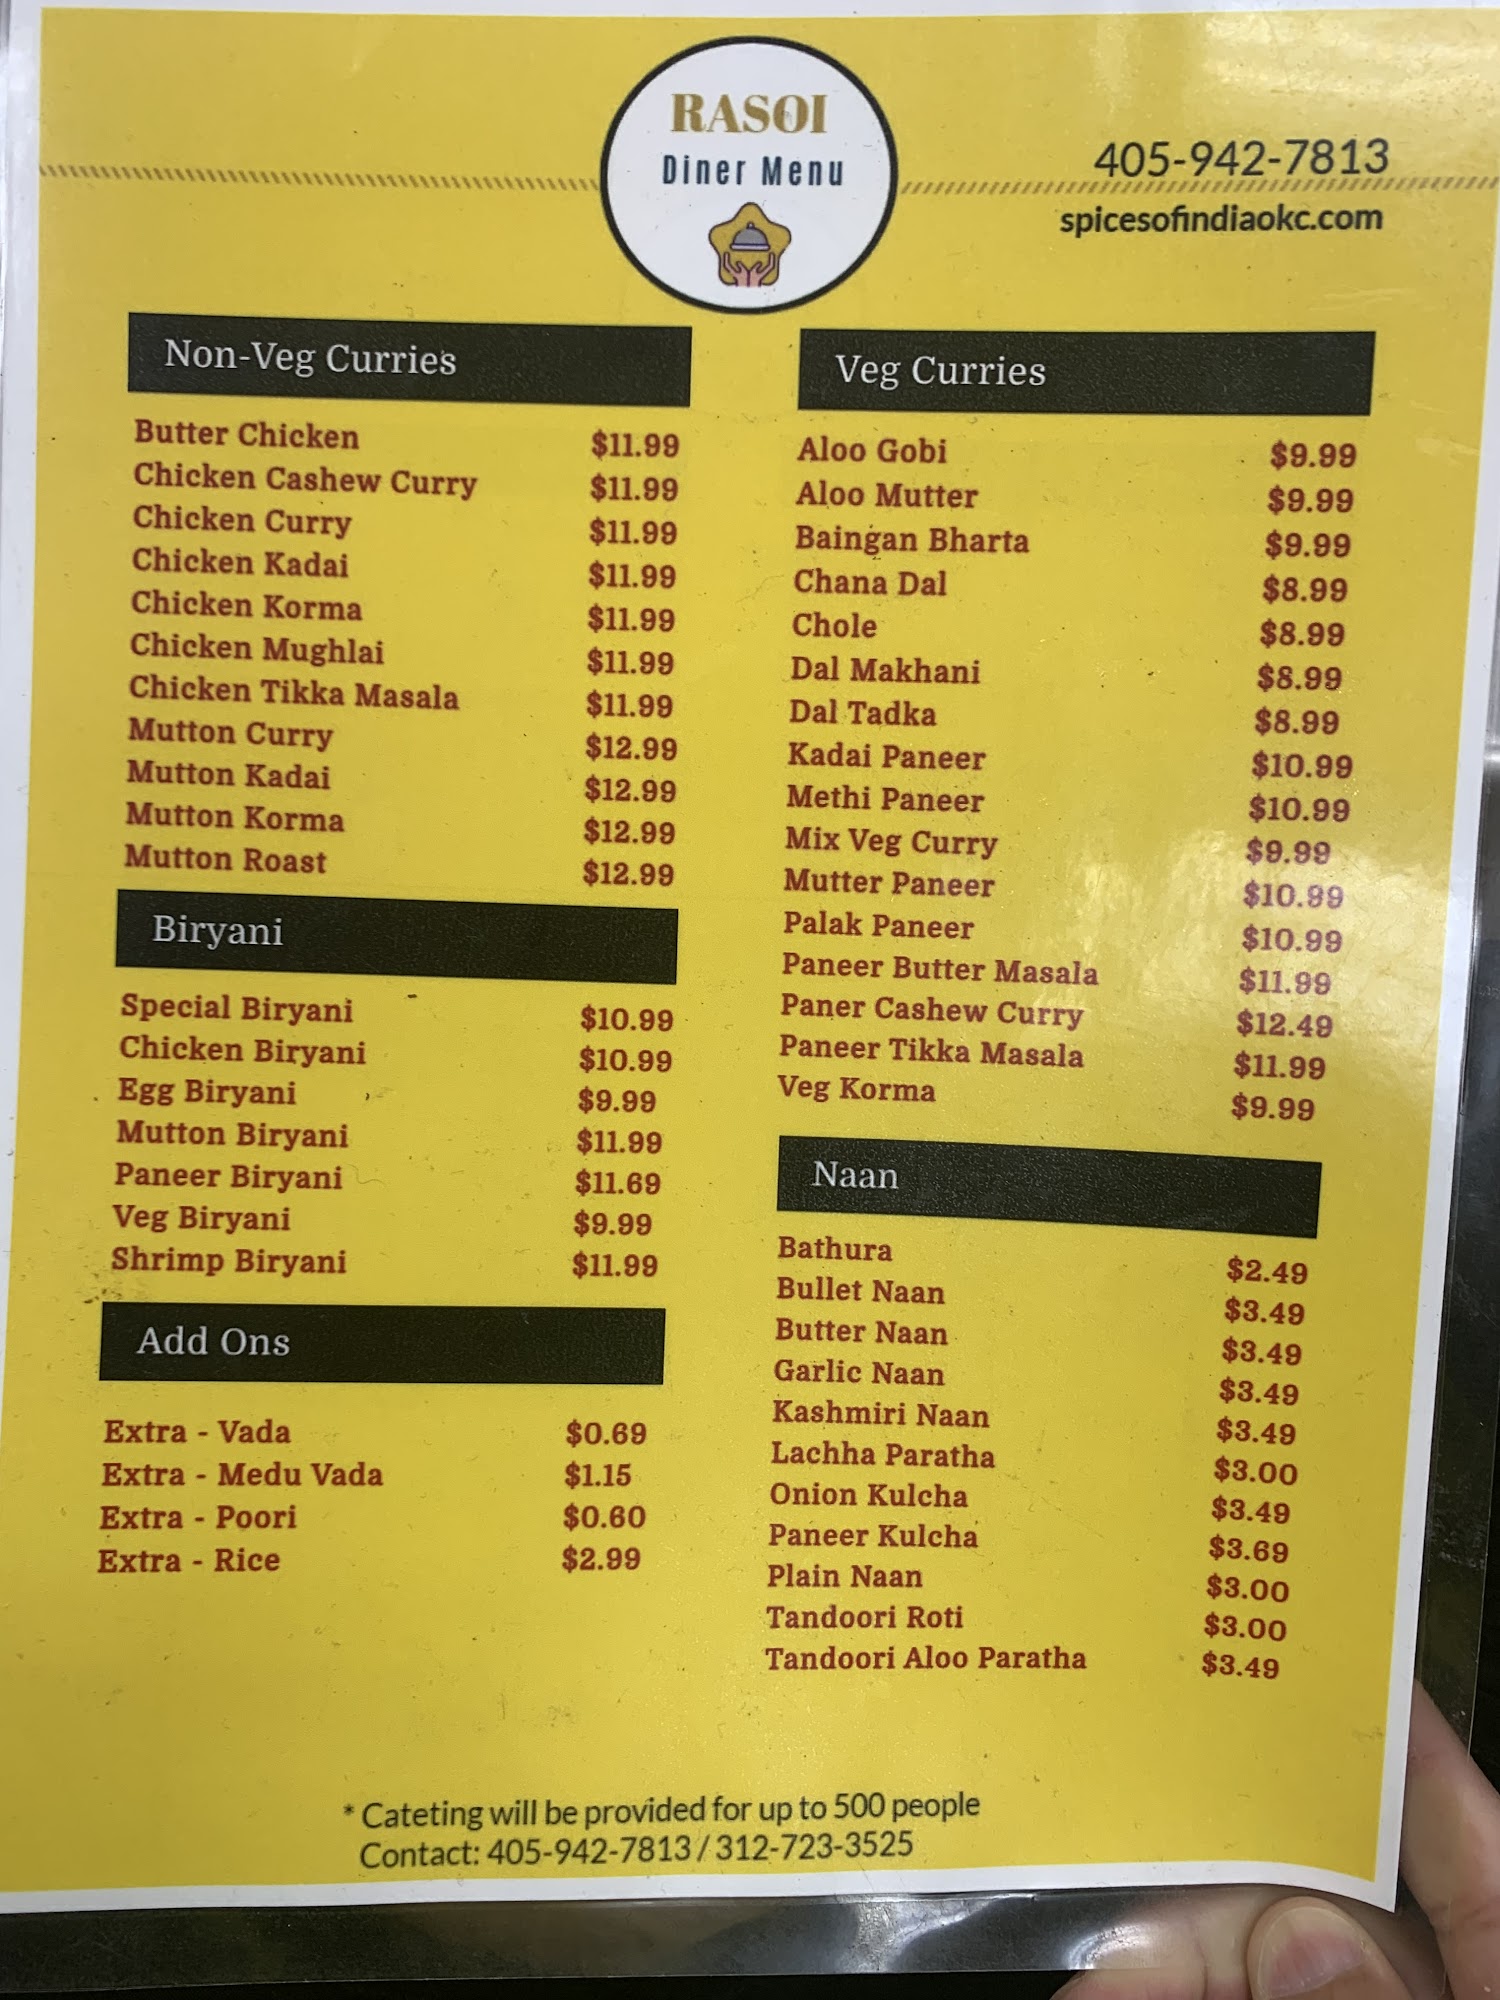 RASOI
Diner Menu
405-942-7813
spicesofindiaokc.com
Non-Veg Curries
Butter Chicken $11.99
Chicken Cashew Curry $11.99
Chicken Curry $11.99
Chicken Kadai $11.99
Chicken Korma $11.99
Chicken Mughlai $11.99
Chicken Tikka Masala $11.99
Mutton Curry $12.99
Mutton Kadai $12.99
Mutton Korma $12.99
Mutton Roast $12.99
Biryani
Special Biryani $10.99
Chicken Biryani $10.99
Egg Biryani $9.99
Mutton Biryani $11.99
Paneer Biryani $11.69
Veg Biryani $9.99
Shrimp Biryani $11.99
Add Ons
Extra - Vada $0.69
Extra - Medu Vada $1.15
Extra - Poori $0.60
Extra - Rice $2.99
Veg Curries
Aloo Gobi $9.99
Aloo Mutter $9.99
Baingan Bharta $9.99
Chana Dal $8.99
Chole $8.99
Dal Makhani $8.99
Dal Tadka $8.99
Kadai Paneer $10.99
Methi Paneer $10.99
Mix Veg Curry $9.99
Mutter Paneer $10.99
Palak Paneer $10.99
Paneer Butter Masala $11.99
Paner Cashew Curry $12.49
Paneer Tikka Masala $11.99
Veg Korma $9.99
Naan
Bathura $2.49
Bullet Naan $3.49
Butter Naan $3.49
Garlic Naan $3.49
Kashmiri Naan $3.49
Lachha Paratha $3.00
Onion Kulcha $3.49
Paneer Kulcha $3.69
Plain Naan $3.00
Tandoori Roti $3.00
Tandoori Aloo Paratha $3.49
* Cateting will be provided for up to 500 people
Contact: 405-942-7813 / 312-723-3525